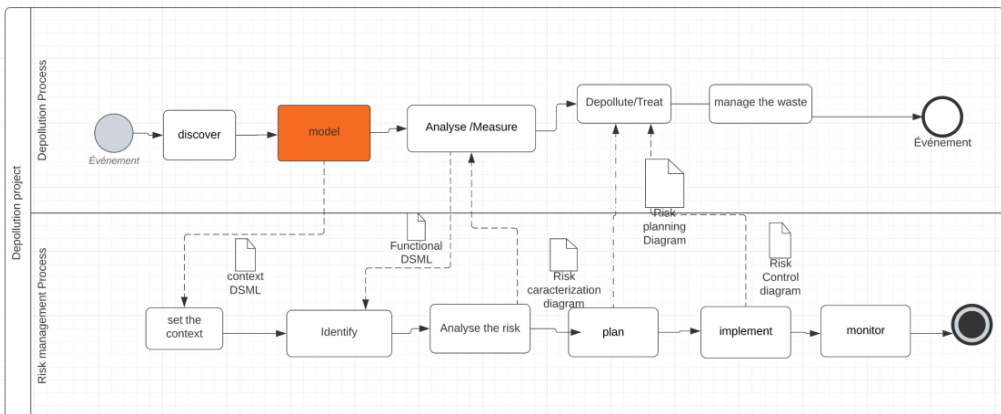 Depollution project
Depollution Process
Événement
discover
model
Analyse /Measure
Depollute/Treat
manage the waste
Événement
Risk management Process
context
DSML
Functional
DSML
Risk
caracterization
diagram
Risk
planning
Diagram
Risk
Control
diagram
set the
context
Identify
Analyse the risk
plan
implement
monitor